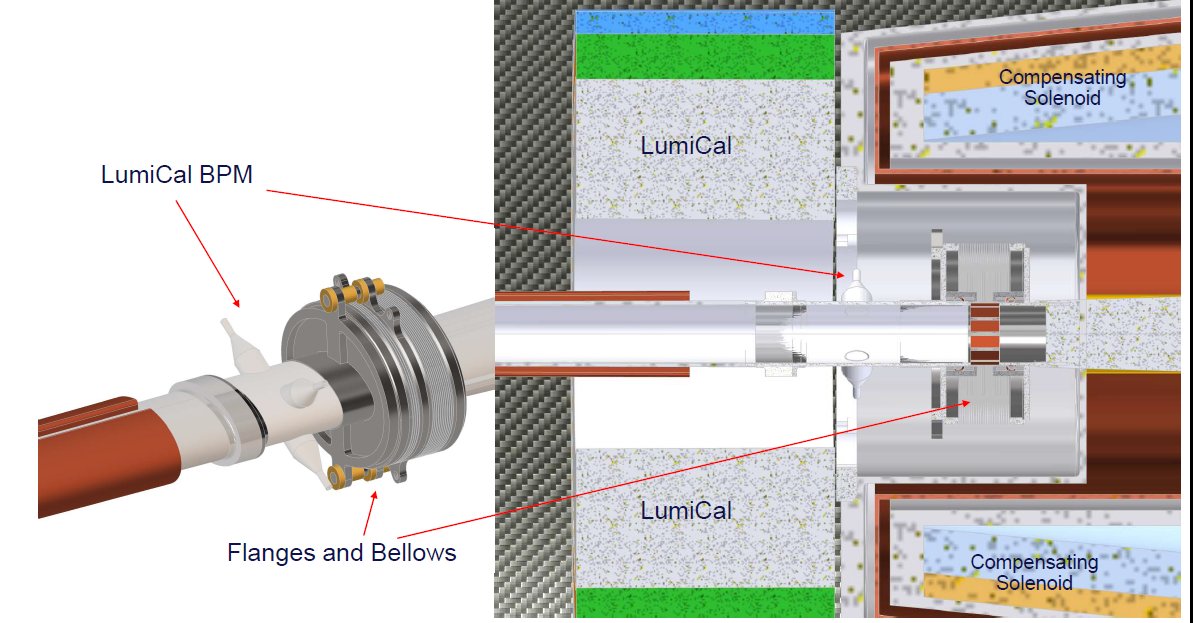 Compensating
Solenoid
LumiCal
LumiCal BPM
LumiCal
Flanges and Bellows
Compensating
Solenoid